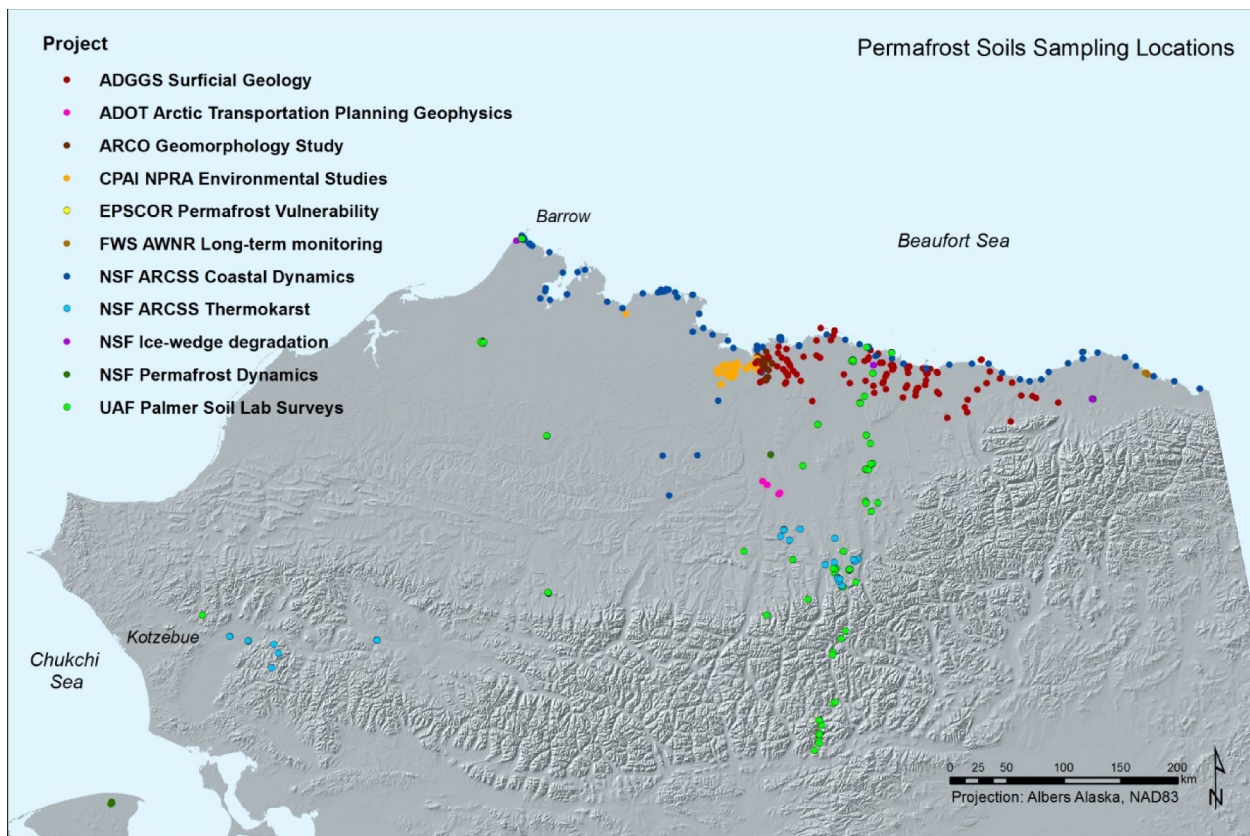 Permafrost Soils Sampling Locations
Project
ADGGS Surficial Geology
ADOT Arctic Transportation Planning Geophysics
ARCO Geomorphology Study
CPAI NPRA Environmental Studies
EPSCOR Permafrost Vulnerability
FWS AWNR Long-term monitoring
NSF ARCSS Coastal Dynamics
NSF ARCSS Thermokarst
NSF Ice-wedge degradation
NSF Permafrost Dynamics
UAF Palmer Soil Lab Surveys
Barrow
Beaufort Sea
Kotzebue
Chukchi
Sea
0 25 50 100 150 200
km
Projection: Albers Alaska, NAD83
N